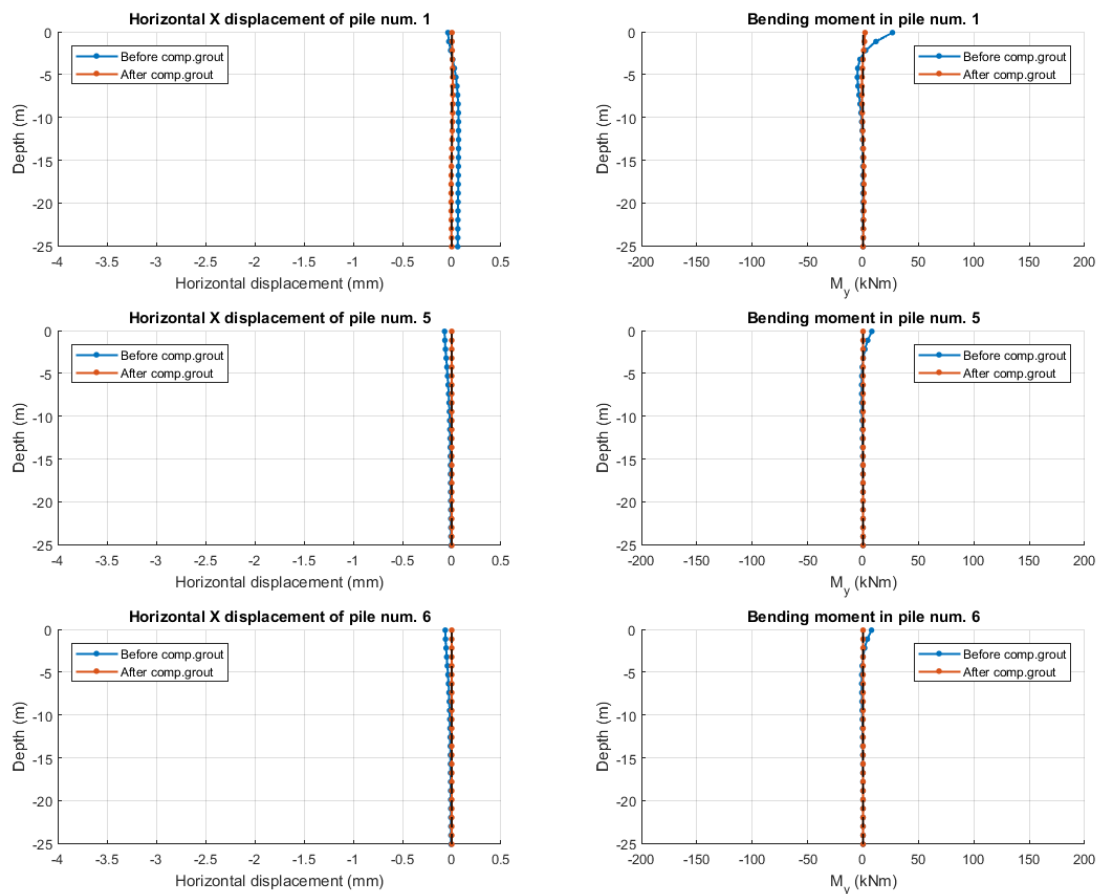 Horizontal X displacement of pile num. 1
0
-5
-10
-15
-20
-25
Depth (m)
Before comp.grout
After comp.grout
-4 -3.5 -3 -2.5 -2 -1.5 -1 -0.5 0 0.5
Horizontal displacement (mm)
Bending moment in pile num. 1
0
-5
-10
-15
-20
-25
Depth (m)
Before comp.grout
After comp.grout
-200 -150 -100 -50 0 50 100 150 200
M_y (kNm)
Horizontal X displacement of pile num. 5
0
-5
-10
-15
-20
-25
Depth (m)
Before comp.grout
After comp.grout
-4 -3.5 -3 -2.5 -2 -1.5 -1 -0.5 0 0.5
Horizontal displacement (mm)
Bending moment in pile num. 5
0
-5
-10
-15
-20
-25
Depth (m)
Before comp.grout
After comp.grout
-200 -150 -100 -50 0 50 100 150 200
M_y (kNm)
Horizontal X displacement of pile num. 6
0
-5
-10
-15
-20
-25
Depth (m)
Before comp.grout
After comp.grout
-4 -3.5 -3 -2.5 -2 -1.5 -1 -0.5 0 0.5
Horizontal displacement (mm)
Bending moment in pile num. 6
0
-5
-10
-15
-20
-25
Depth (m)
Before comp.grout
After comp.grout
-200 -150 -100 -50 0 50 100 150 200
M_y (kNm)